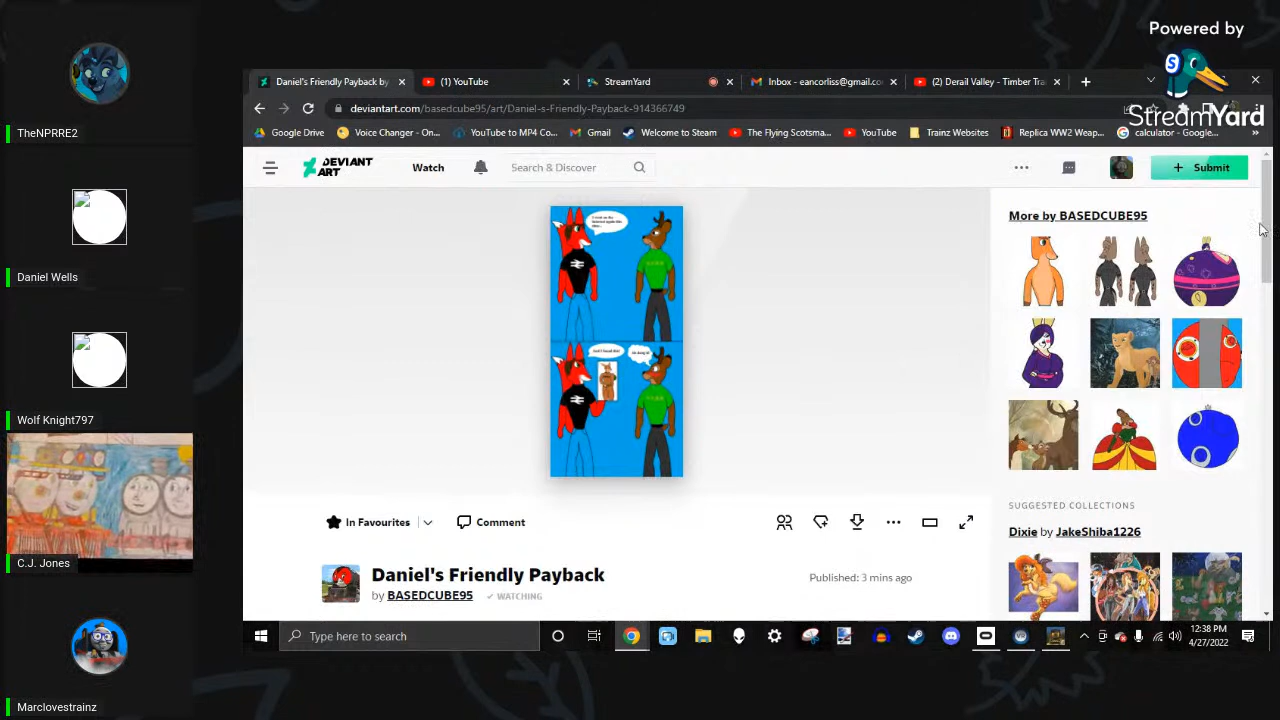 Powered by
StreamYard
TheNPRRE2
Daniel Wells
Wolf Knight797
C.J. Jones
Marclovestrainz
Daniel's Friendly Payback by
(1) YouTube
StreamYard
Inbox - eancorliss@gmail.co
(2) Derail Valley - Timber Tra
deviantart.com/basedcube95/art/Daniel-s-Friendly-Payback-914366749
Google Drive
Voice Changer - On...
YouTube to MP4 Co...
Gmail
Welcome to Steam
The Flying Scotsma...
YouTube
Trainz Websites
Replica WW2 Weap...
calculator - Google...
DEVIANT ART
Watch
Search & Discover
Submit
More by BASEDCUBE95
SUGGESTED COLLECTIONS
Dixie by JakeShiba1226
In Favourites
Comment
Daniel's Friendly Payback
by BASEDCUBE95
WATCHING
Published: 3 mins ago
Type here to search
12:38 PM
4/27/2022